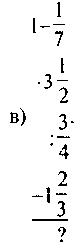 в)
1 - 1/7
· 3 1/2
: 3/4
- 1 2/3
?